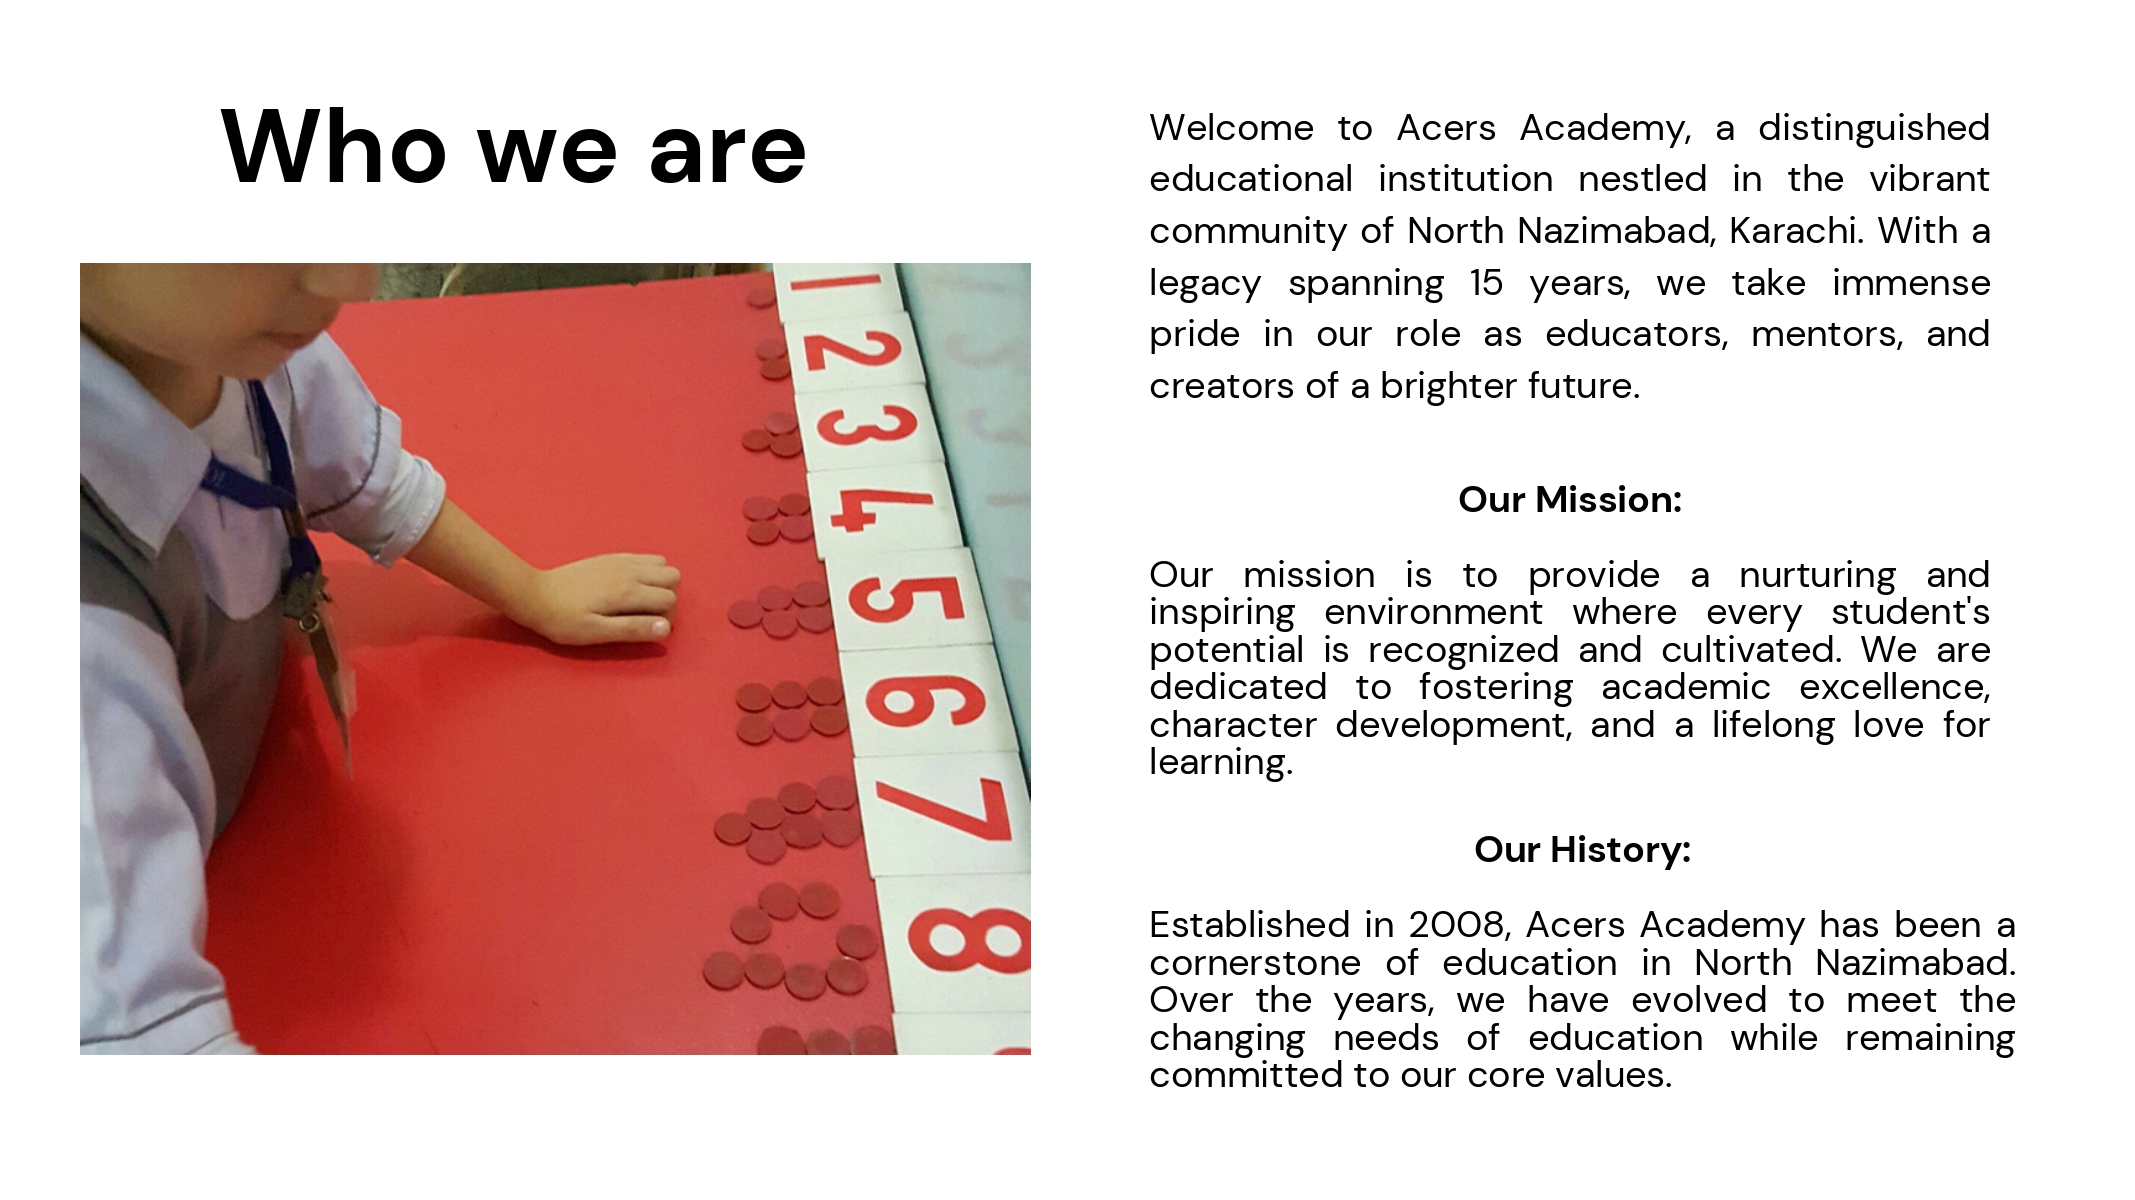 Who we are
1
2
3
4
5
6
7
8
Welcome to Acers Academy, a distinguished
educational institution nestled in the vibrant
community of North Nazimabad, Karachi. With a
legacy spanning 15 years, we take immense
pride in our role as educators, mentors, and
creators of a brighter future.
Our Mission:
Our mission is to provide a nurturing and
inspiring environment where every student's
potential is recognized and cultivated. We are
dedicated to fostering academic excellence,
character development, and a lifelong love for
learning.
Our History:
Established in 2008, Acers Academy has been a
cornerstone of education in North Nazimabad.
Over the years, we have evolved to meet the
changing needs of education while remaining
committed to our core values.